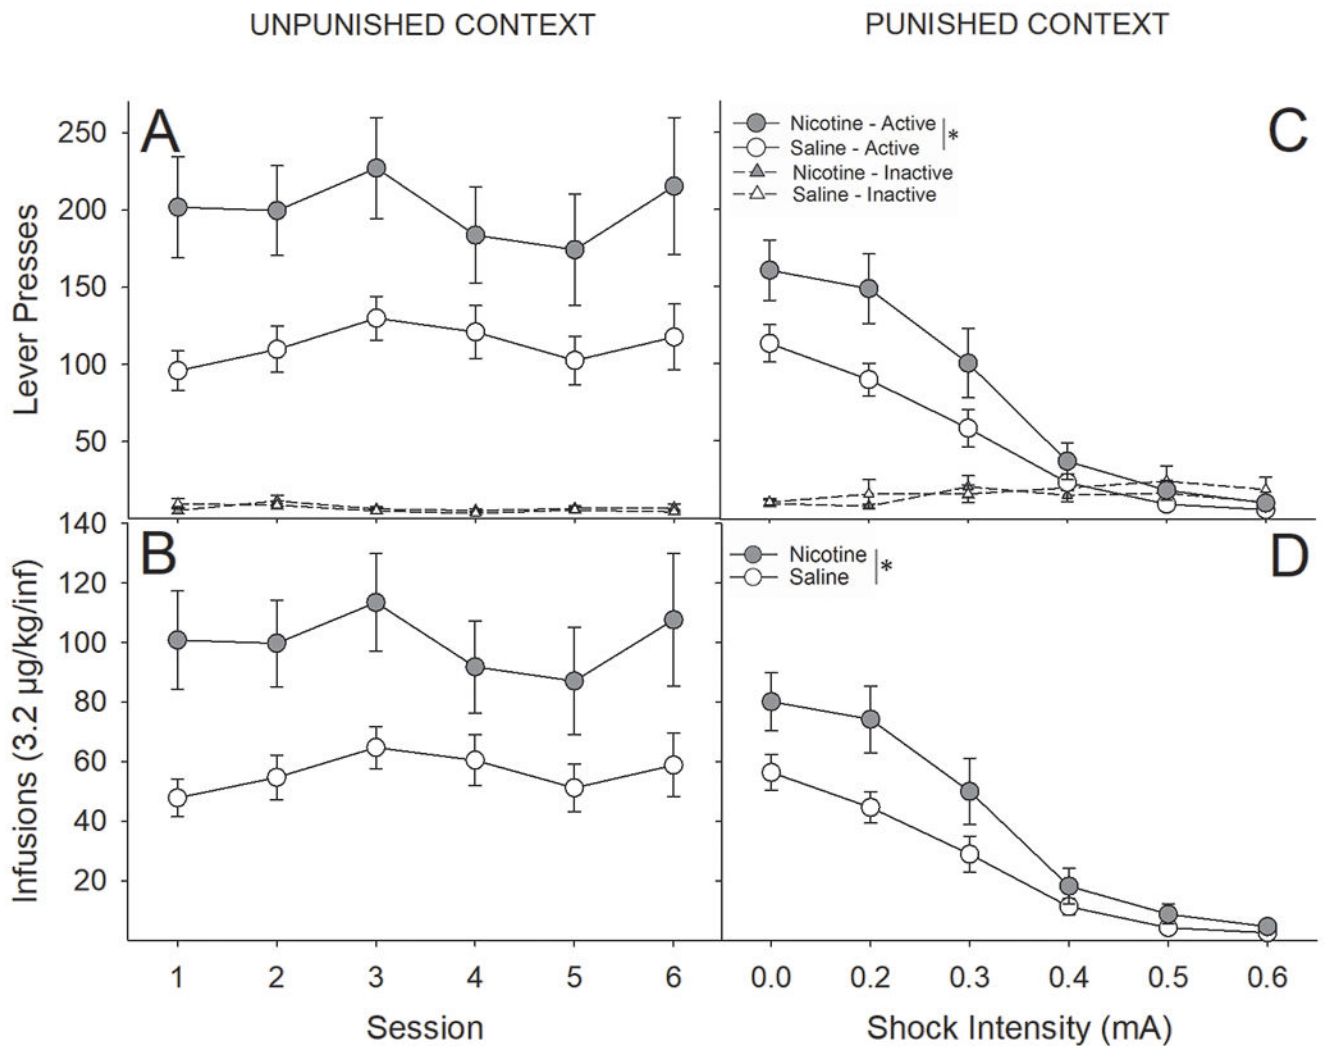 UNPUNISHED CONTEXT
PUNISHED CONTEXT
A
C
Lever Presses
250
200
150
100
50
Nicotine - Active
Saline - Active
*
Nicotine - Inactive
Saline - Inactive
B
D
Infusions (3.2 µg/kg/inf)
140
120
100
80
60
40
20
Nicotine
Saline
*
1 2 3 4 5 6
0.0 0.2 0.3 0.4 0.5 0.6
Session
Shock Intensity (mA)